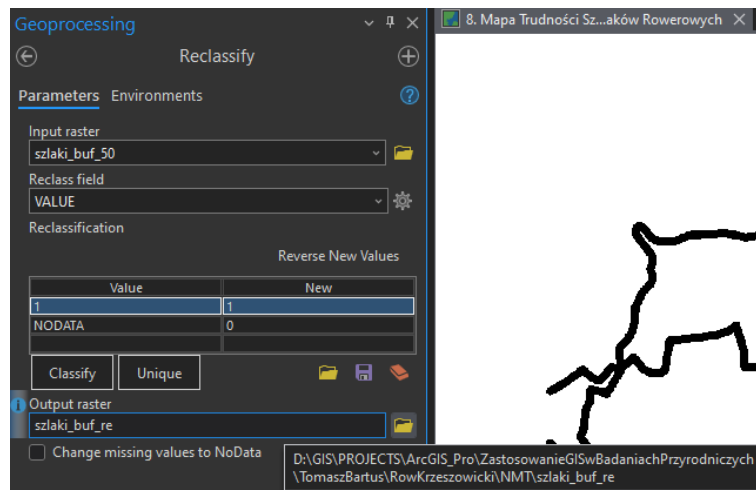 Geoprocessing
8. Mapa Trudności Sz...aków Rowerowych
Reclassify
Parameters Environments
Input raster
szlaki_buf_50
Reclass field
VALUE
Reclassification
Reverse New Values
Value New
1 1
NODATA 0
Classify Unique
Output raster
szlaki_buf_re
Change missing values to NoData
D:\GIS\PROJECTS\ArcGIS_Pro\ZastosowanieGISwBadaniachPrzyrodniczych
\TomaszBartus\RowKrzeszowicki\NMT\szlaki_buf_re